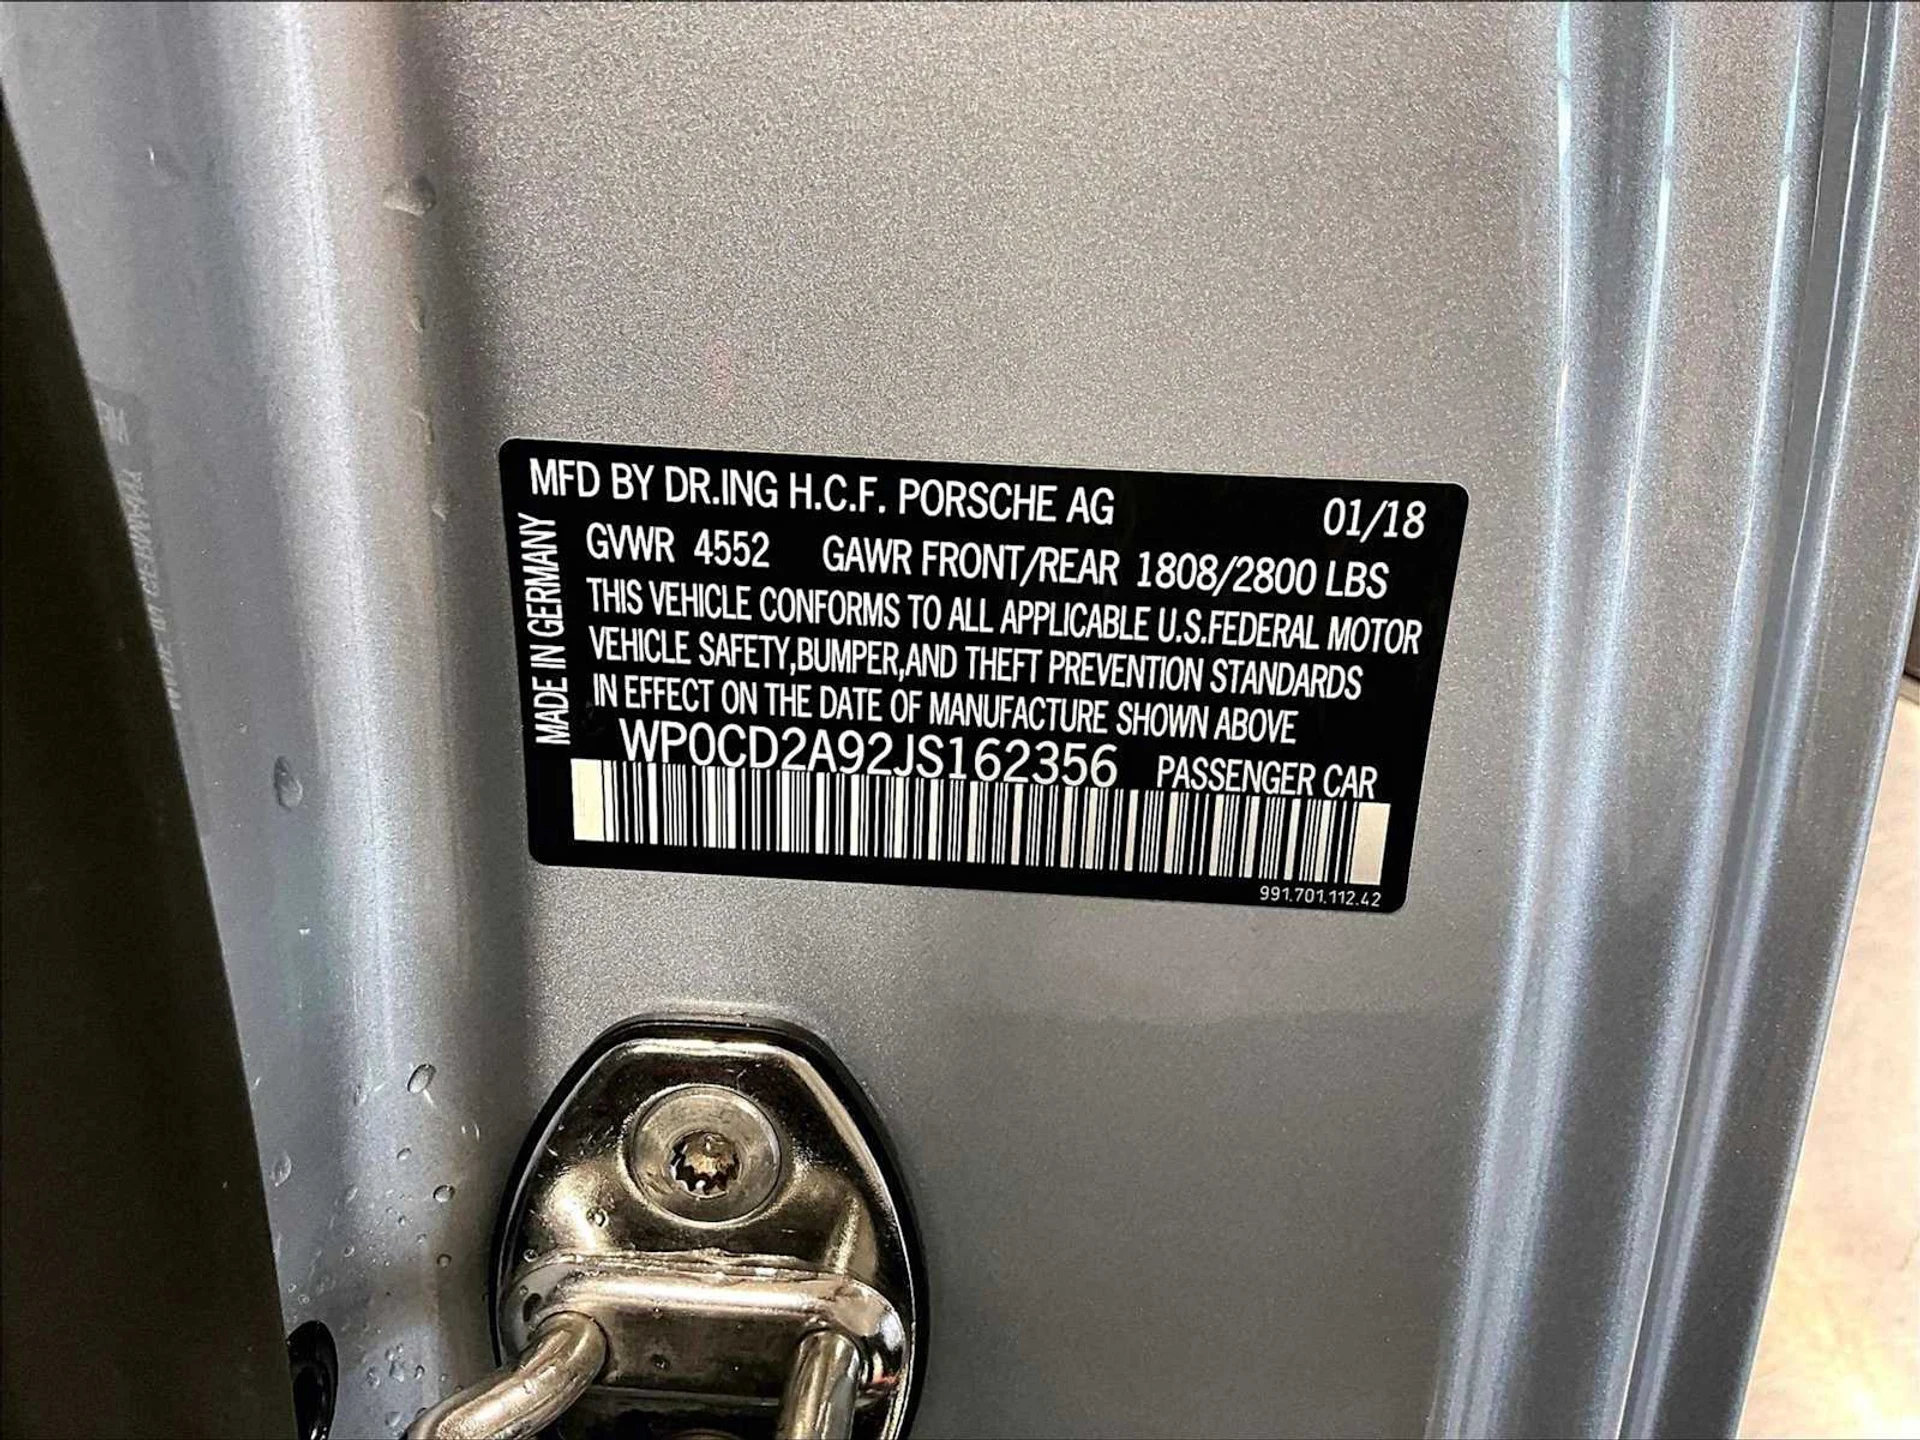 MFD BY DR.ING H.C.F. PORSCHE AG 01/18
MADE IN GERMANY
GVWR 4552 GAWR FRONT/REAR 1808/2800 LBS
THIS VEHICLE CONFORMS TO ALL APPLICABLE U.S.FEDERAL MOTOR
VEHICLE SAFETY,BUMPER,AND THEFT PREVENTION STANDARDS
IN EFFECT ON THE DATE OF MANUFACTURE SHOWN ABOVE
WP0CD2A92JS162356 PASSENGER CAR
991.701.112.42